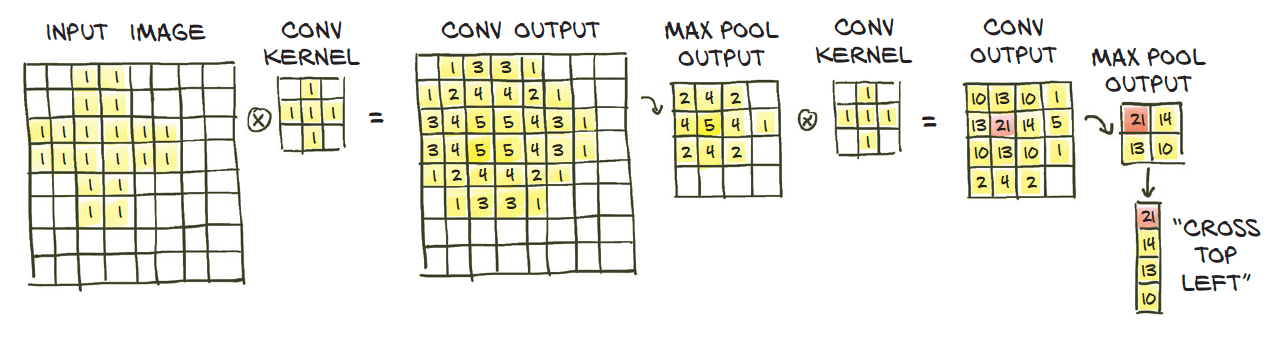 INPUT IMAGE
1 1
1 1
1 1 1 1 1 1
1 1 1 1 1 1
1 1
1 1
⊗
CONV
KERNEL
1
1 1 1
1
=
CONV OUTPUT
1 3 3 1
1 2 4 4 2 1
3 4 5 5 4 3 1
3 4 5 5 4 3 1
1 2 4 4 2 1
1 3 3 1
MAX POOL
OUTPUT
2 4 2
4 5 4 1
2 4 2
⊗
CONV
KERNEL
1
1 1 1
1
=
CONV
OUTPUT
10 13 10 1
13 21 14 5
10 13 10 1
2 4 2
MAX POOL
OUTPUT
21 14
13 10
21
14
13
10
"CROSS
TOP
LEFT"